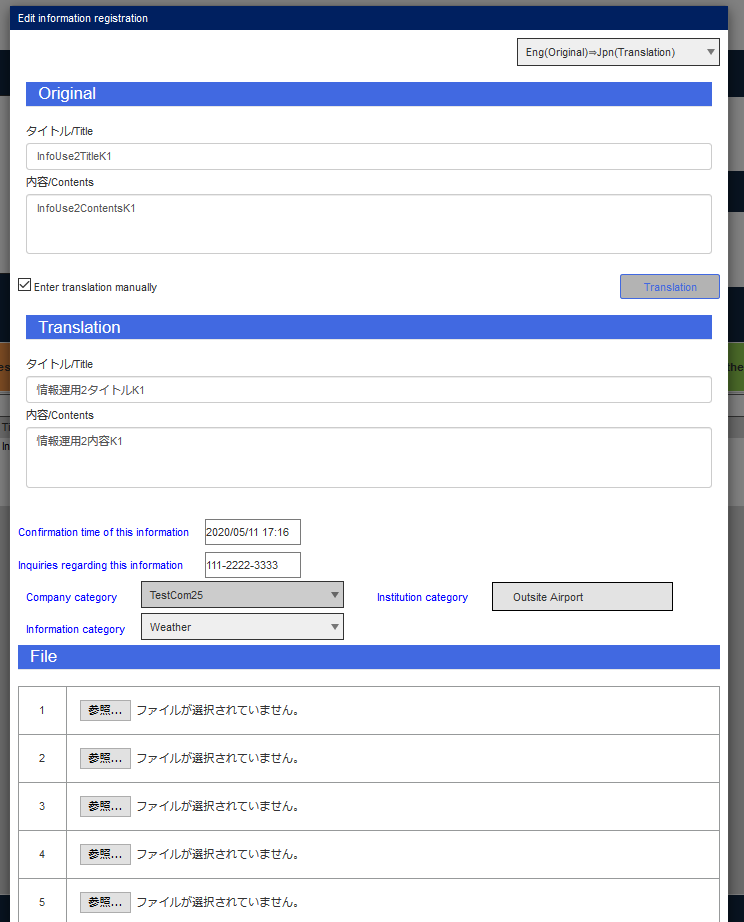 Edit information registration
Eng(Original)⇒Jpn(Translation)
Original
タイトル/Title
InfoUse2TitleK1
内容/Contents
InfoUse2ContentsK1
Enter translation manually
Translation
Translation
タイトル/Title
情報運用2タイトルK1
内容/Contents
情報運用2内容K1
Confirmation time of this information 2020/05/11 17:16
Inquiries regarding this information 111-2222-3333
Company category TestCom25 Institution category Outsite Airport
Information category Weather
File
1 参照... ファイルが選択されていません。
2 参照... ファイルが選択されていません。
3 参照... ファイルが選択されていません。
4 参照... ファイルが選択されていません。
5 参照... ファイルが選択されていません。
the